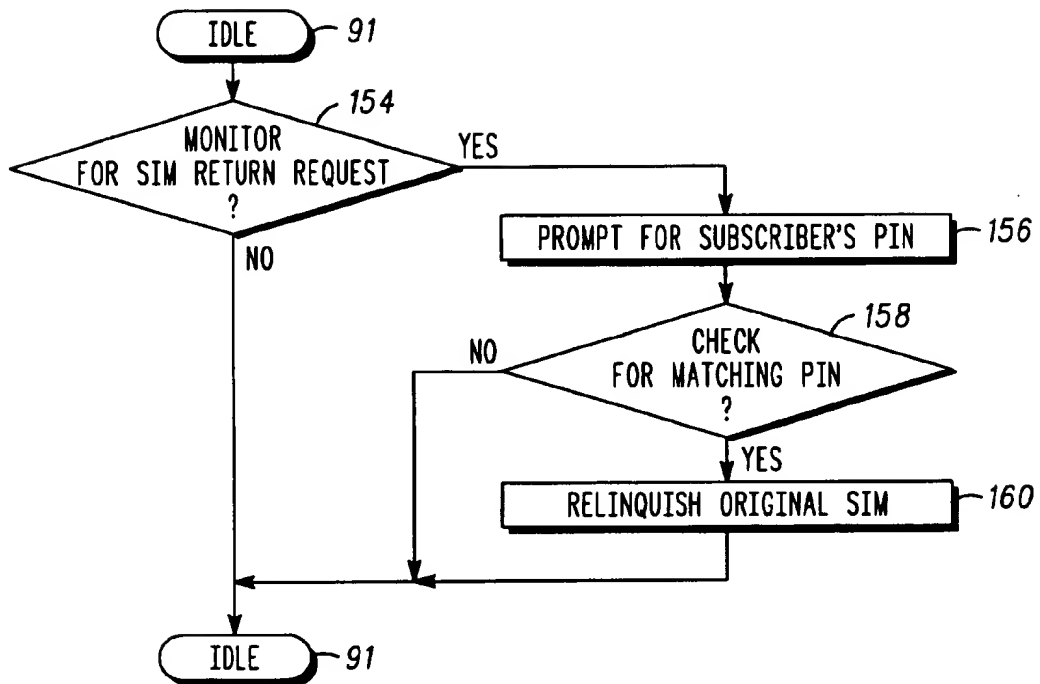 IDLE
91
154
MONITOR
FOR SIM RETURN REQUEST
?
YES
NO
PROMPT FOR SUBSCRIBER'S PIN
156
158
CHECK
FOR MATCHING PIN
?
NO
YES
RELINQUISH ORIGINAL SIM
160
IDLE
91